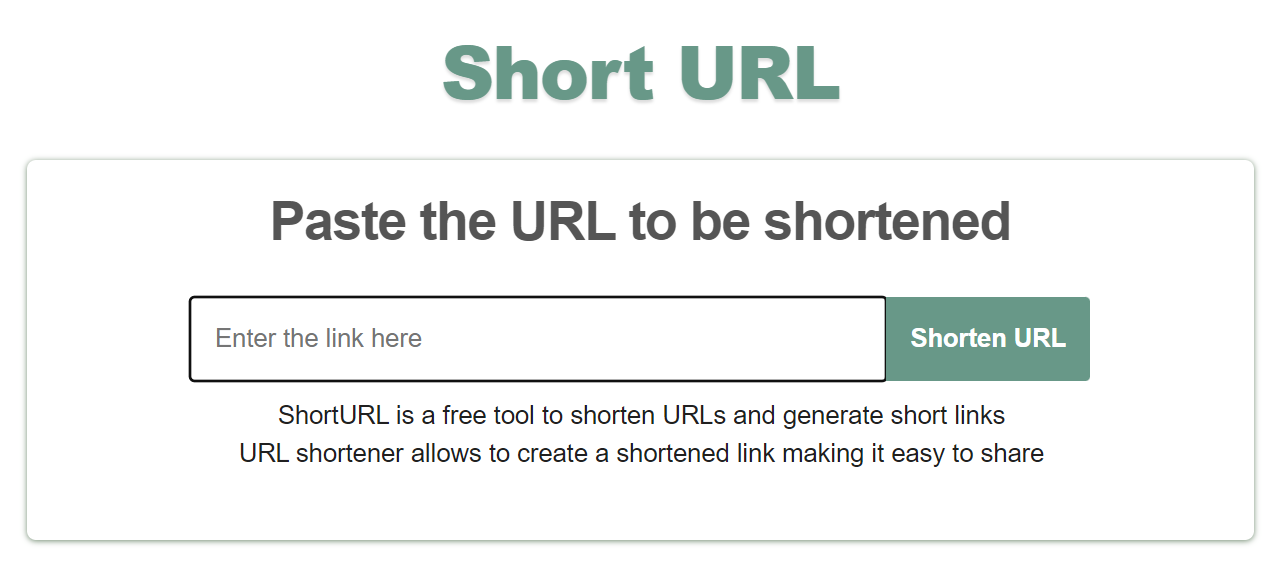 Short URL
Paste the URL to be shortened
Enter the link here
Shorten URL
ShortURL is a free tool to shorten URLs and generate short links
URL shortener allows to create a shortened link making it easy to share